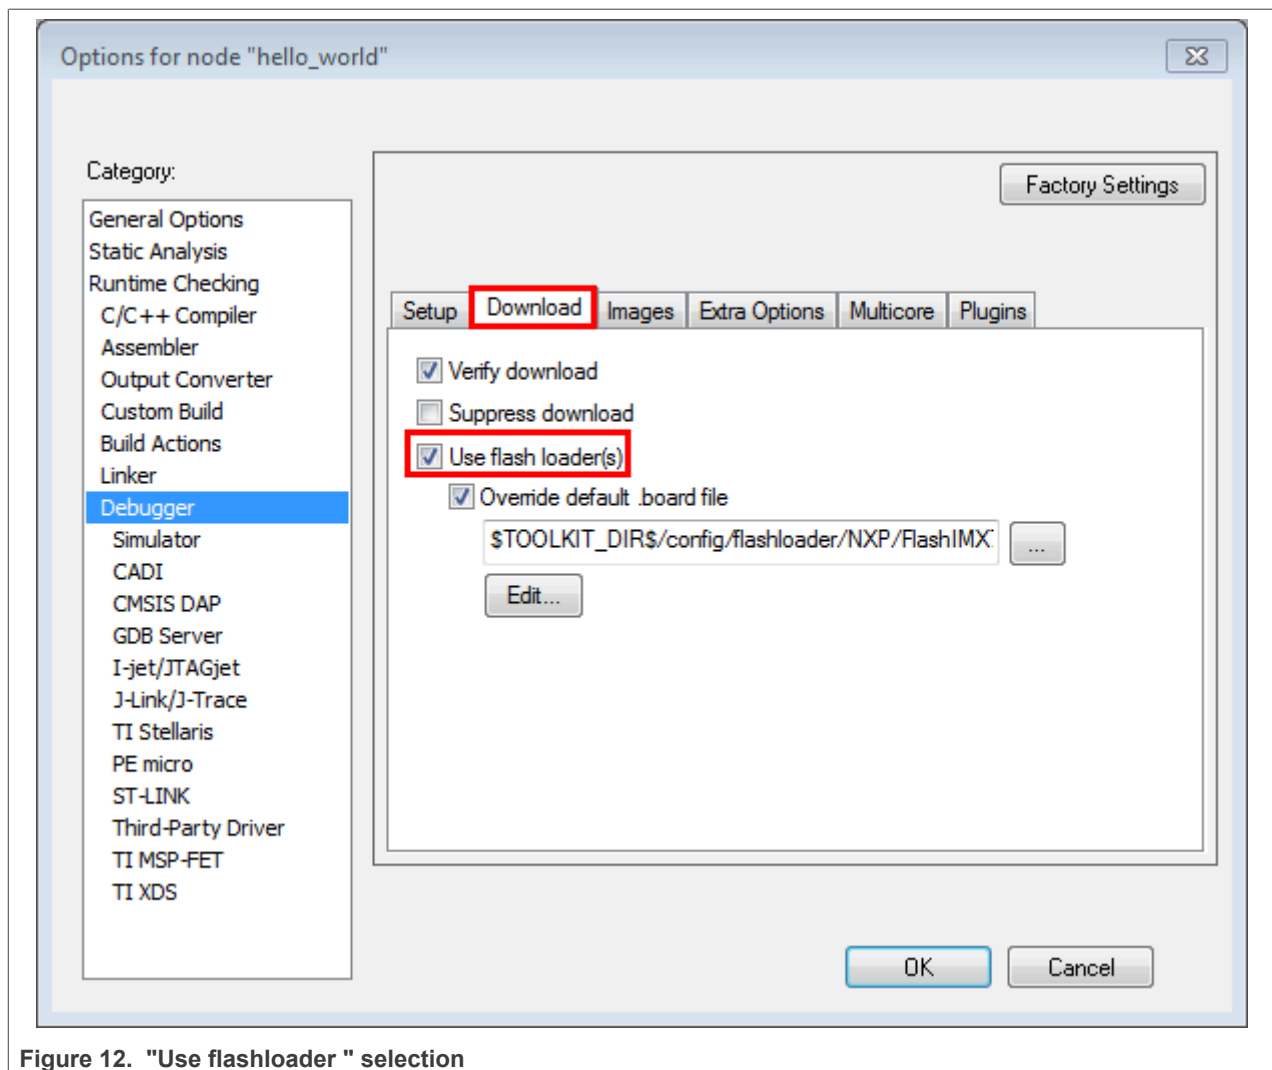 Options for node "hello_world"
Category:
General Options
Static Analysis
Runtime Checking
C/C++ Compiler
Assembler
Output Converter
Custom Build
Build Actions
Linker
Debugger
Simulator
CADI
CMSIS DAP
GDB Server
I-jet/JTAGjet
J-Link/J-Trace
TI Stellaris
PE micro
ST-LINK
Third-Party Driver
TI MSP-FET
TI XDS
Factory Settings
Setup Download Images Extra Options Multicore Plugins
Verify download
Suppress download
Use flash loader(s)
Override default .board file
$TOOLKIT_DIR$/config/flashloader/NXP/FlashIMX
...
Edit...
OK Cancel
Figure 12. "Use flashloader " selection